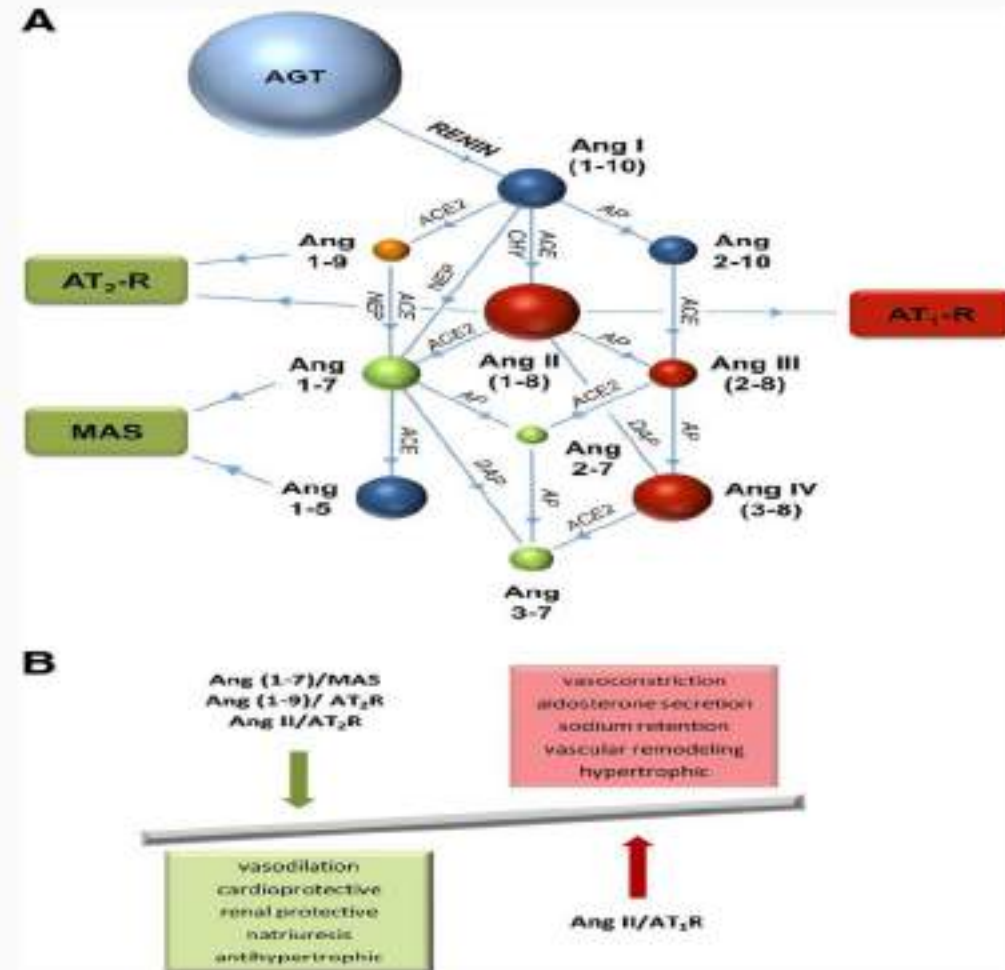 A
AGT
RENIN
Ang I
(1-10)
ACE2
AP
Ang
1-9
NEP
CHY
ACE
Ang
2-10
AT₂-R
NEP
ACE
ACE
AT₁-R
ACE2
AP
Ang
1-7
Ang II
(1-8)
Ang III
(2-8)
MAS
AP
ACE2
ACE
DAP
AP
Ang
2-7
DAP
AP
Ang
1-5
Ang IV
(3-8)
ACE2
Ang
3-7
B
Ang (1-7)/MAS
Ang (1-9)/ AT₂R
Ang II/AT₂R
vasoconstriction
aldosterone secretion
sodium retention
vascular remodeling
hypertrophic
vasodilation
cardioprotective
renal protective
natriuresis
antihypertrophic
Ang II/AT₁R